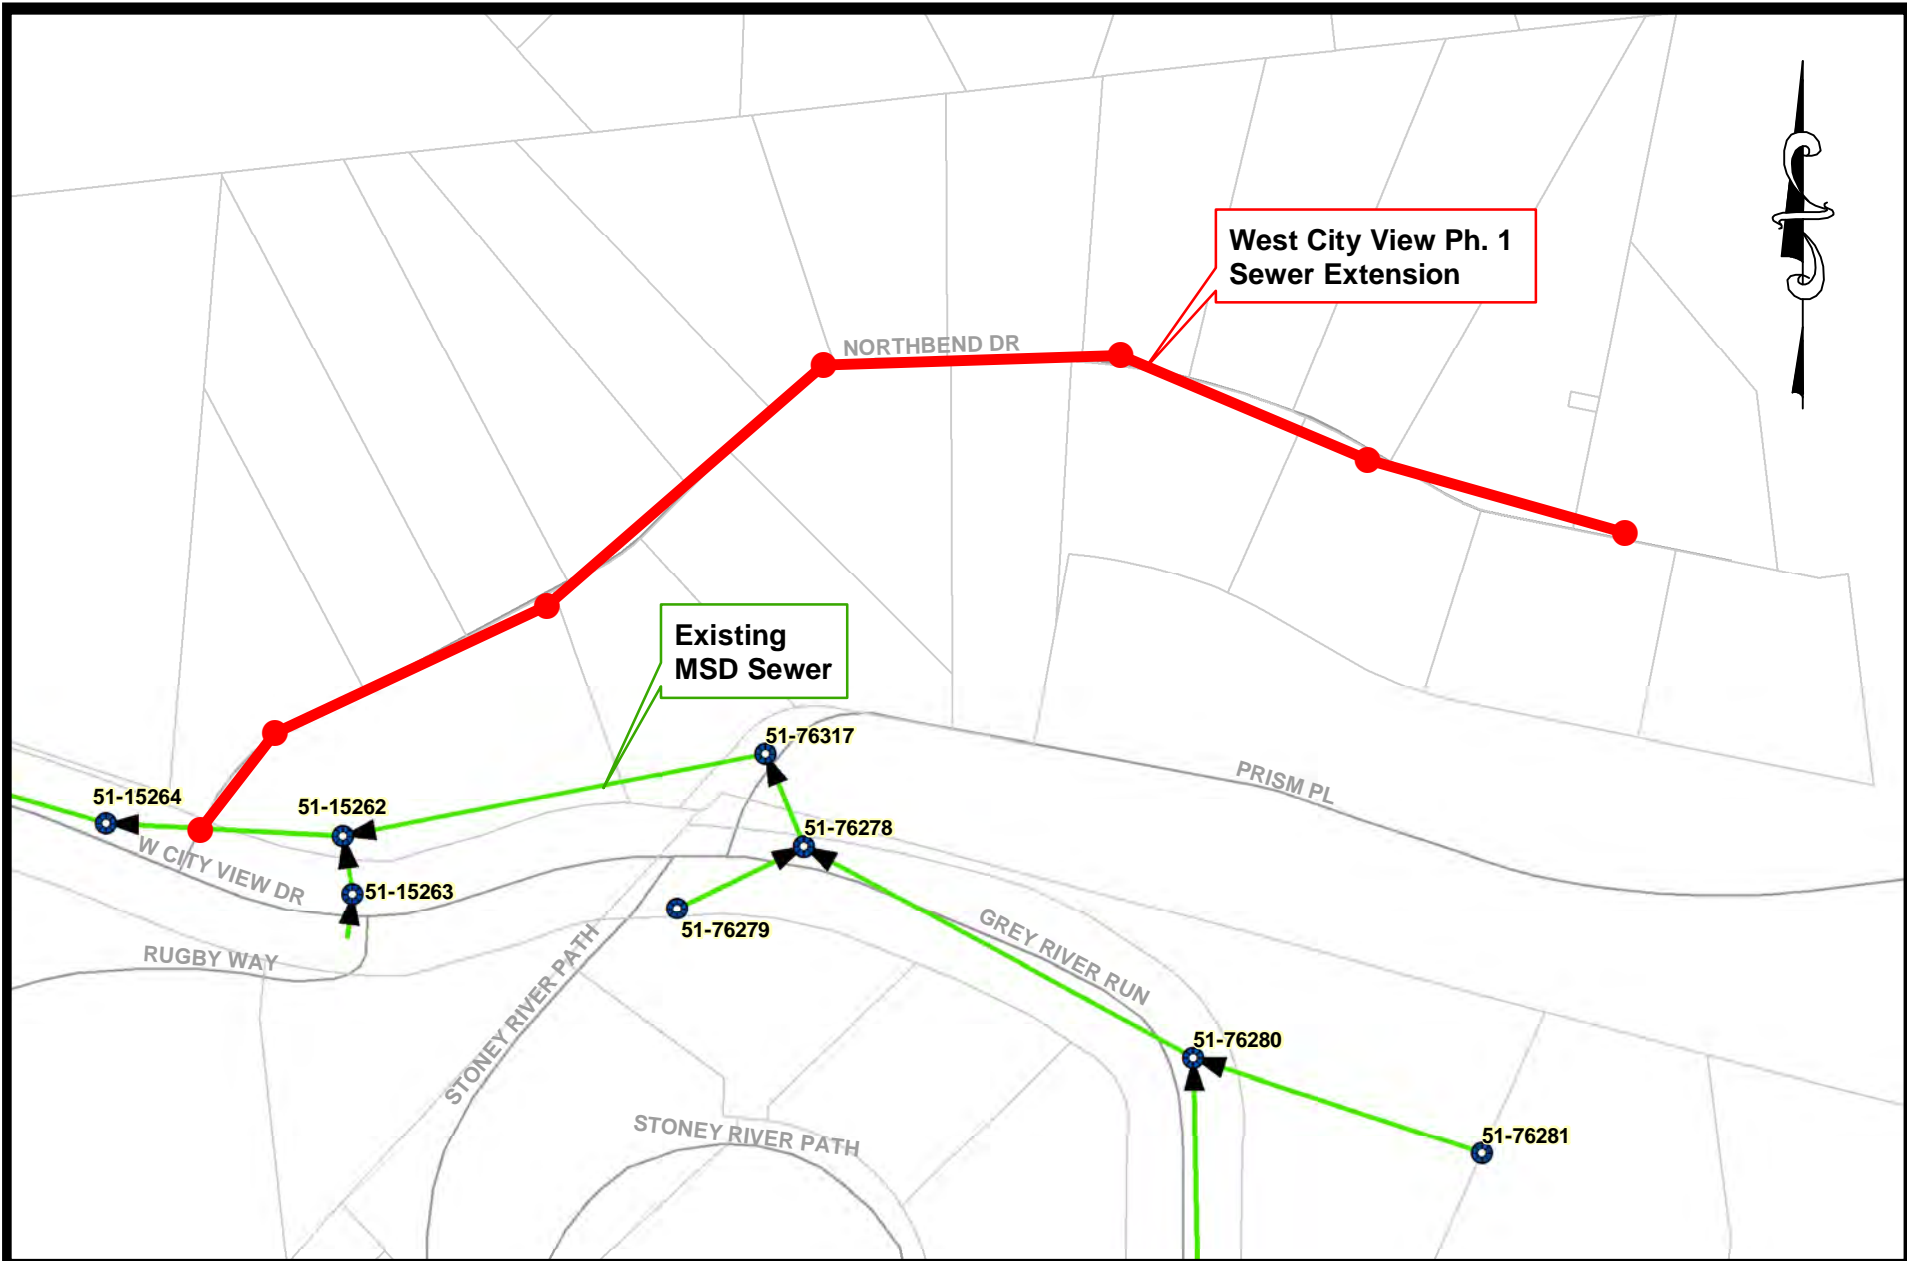 West City View Ph. 1
Sewer Extension
NORTHBEND DR
Existing
MSD Sewer
51-76317
PRISM PL
51-15264
51-15262
51-76278
W CITY VIEW DR
51-15263
51-76279
GREY RIVER RUN
RUGBY WAY
STONEY RIVER PATH
51-76280
STONEY RIVER PATH
51-76281